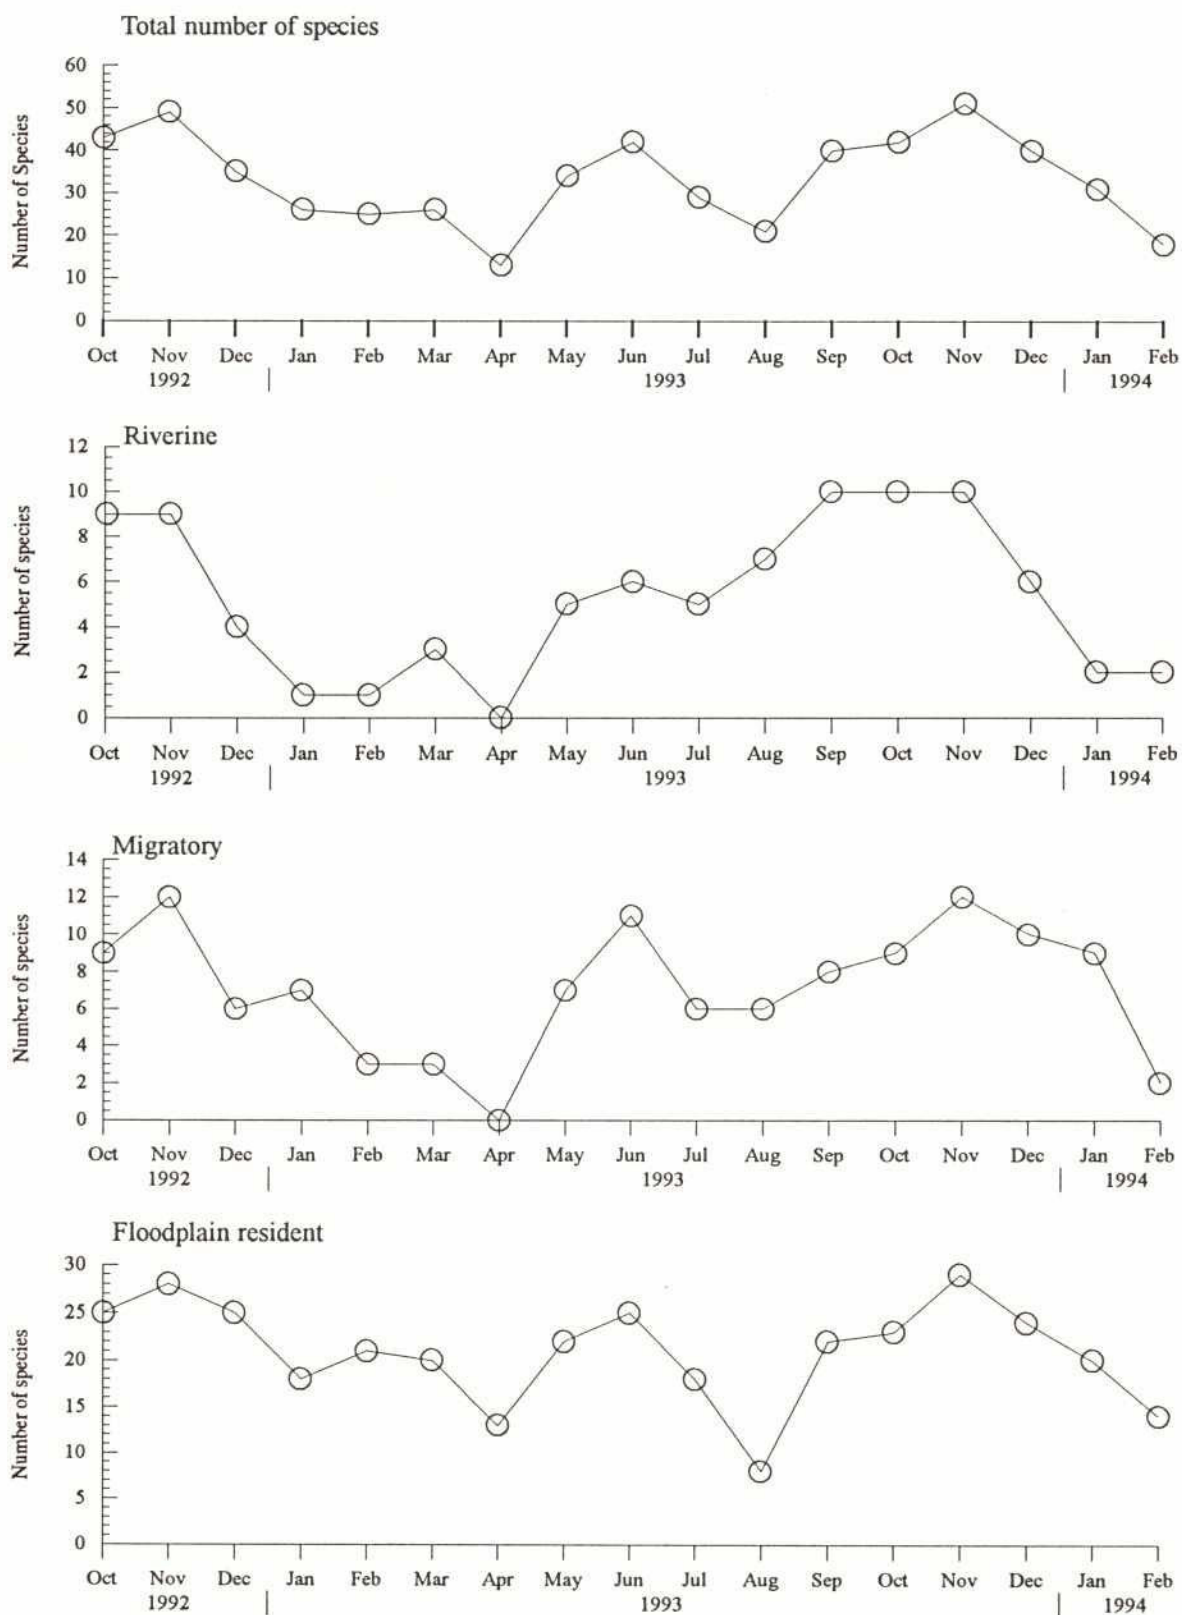 Total number of species
60
50
40
30
20
10
0
Number of Species
Oct Nov Dec Jan Feb Mar Apr May Jun Jul Aug Sep Oct Nov Dec Jan Feb
1992 | 1993 | 1994
Riverine
12
10
8
6
4
2
0
Number of species
Oct Nov Dec Jan Feb Mar Apr May Jun Jul Aug Sep Oct Nov Dec Jan Feb
1992 | 1993 | 1994
Migratory
14
12
10
8
6
4
2
0
Number of species
Oct Nov Dec Jan Feb Mar Apr May Jun Jul Aug Sep Oct Nov Dec Jan Feb
1992 | 1993 | 1994
Floodplain resident
30
25
20
15
10
5
0
Number of species
Oct Nov Dec Jan Feb Mar Apr May Jun Jul Aug Sep Oct Nov Dec Jan Feb
1992 | 1993 | 1994